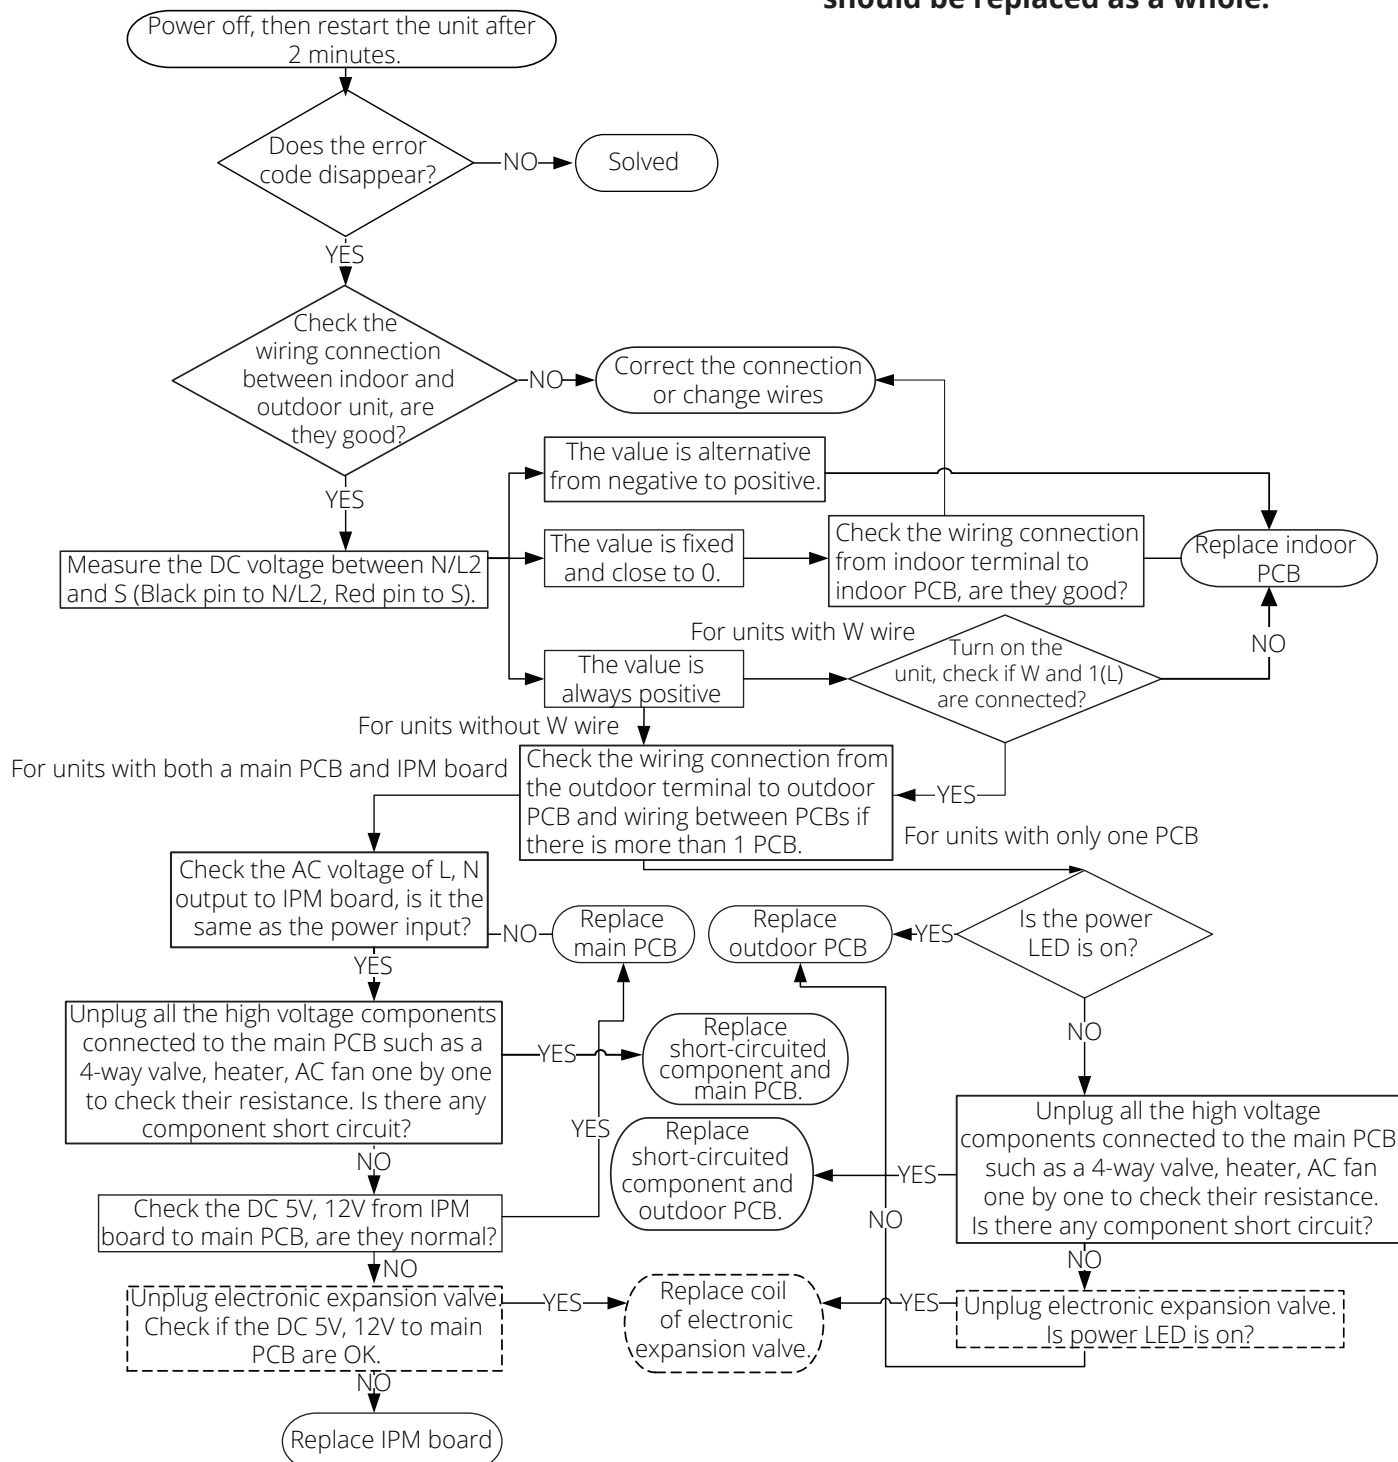 should be replaced as a whole.
Power off, then restart the unit after
2 minutes.
Does the error
code disappear?
NO
Solved
YES
Check the
wiring connection
between indoor and
outdoor unit, are
they good?
NO
Correct the connection
or change wires
YES
The value is alternative
from negative to positive.
Measure the DC voltage between N/L2
and S (Black pin to N/L2, Red pin to S).
The value is fixed
and close to 0.
Check the wiring connection
from indoor terminal to
indoor PCB, are they good?
Replace indoor
PCB
For units with W wire
The value is
always positive
Turn on the
unit, check if W and 1(L)
are connected?
NO
For units without W wire
For units with both a main PCB and IPM board
Check the wiring connection from
the outdoor terminal to outdoor
PCB and wiring between PCBs if
there is more than 1 PCB.
YES
For units with only one PCB
Check the AC voltage of L, N
output to IPM board, is it the
same as the power input?
NO
Replace
main PCB
Replace
outdoor PCB
YES
Is the power
LED is on?
YES
NO
Unplug all the high voltage components
connected to the main PCB such as a
4-way valve, heater, AC fan one by one
to check their resistance. Is there any
component short circuit?
YES
Replace
short-circuited
component and
main PCB.
Unplug all the high voltage
components connected to the main PCB
such as a 4-way valve, heater, AC fan
one by one to check their resistance.
Is there any component short circuit?
YES
Replace
short-circuited
component and
outdoor PCB.
YES
NO
NO
Check the DC 5V, 12V from IPM
board to main PCB, are they normal?
NO
NO
Unplug electronic expansion valve.
Check if the DC 5V, 12V to main
PCB are OK.
YES
Replace coil
of electronic
expansion valve.
YES
Unplug electronic expansion valve.
Is power LED is on?
NO
Replace IPM board